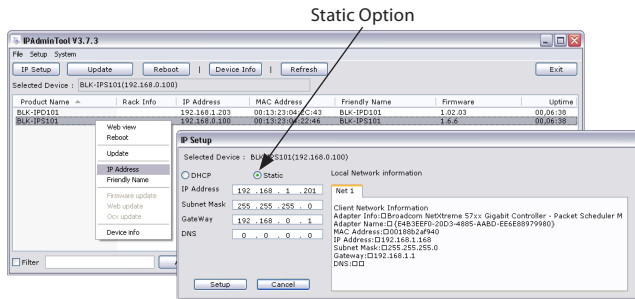 Static Option
IPAdminTool V3.7.3
File Setup System
IP Setup Update Reboot | Device Info | Refresh Exit
Selected Device : BLK-IPS101(192.168.0.100)
Product Name Rack Info IP Address MAC Address Friendly Name Firmware Uptime
BLK-IPD101 192.168.1.203 00:13:23:04:2C:43 BLK-IPD101 1.02.03 00,06:38
BLK-IPS101 192.168.0.100 00:13:23:04:22:46 BLK-IPS101 1.6.6 00,06:38
Web view
Reboot
Update
IP Address
Friendly Name
Firmware update
Web update
Ocx update
Device info
Filter
IP Setup
Selected Device : BLK-IPS101(192.168.0.100)
DHCP Static
IP Address 192 .168 . 1 .201
Subnet Mask 255 .255 .255 . 0
GateWay 192 .168 . 0 . 1
DNS 0 . 0 . 0 . 0
Setup Cancel
Local Network information
Net 1
Client Network Information
Adapter Info:□Broadcom NetXtreme 57xx Gigabit Controller - Packet Scheduler M
Adapter Name:□{E4B3EEF0-20D3-4885-AABD-EE6E88979980}
MAC Address:□00188b2af940
IP Address:□192.168.1.168
Subnet Mask:□255.255.255.0
Gateway:□192.168.1.1
DNS:□□